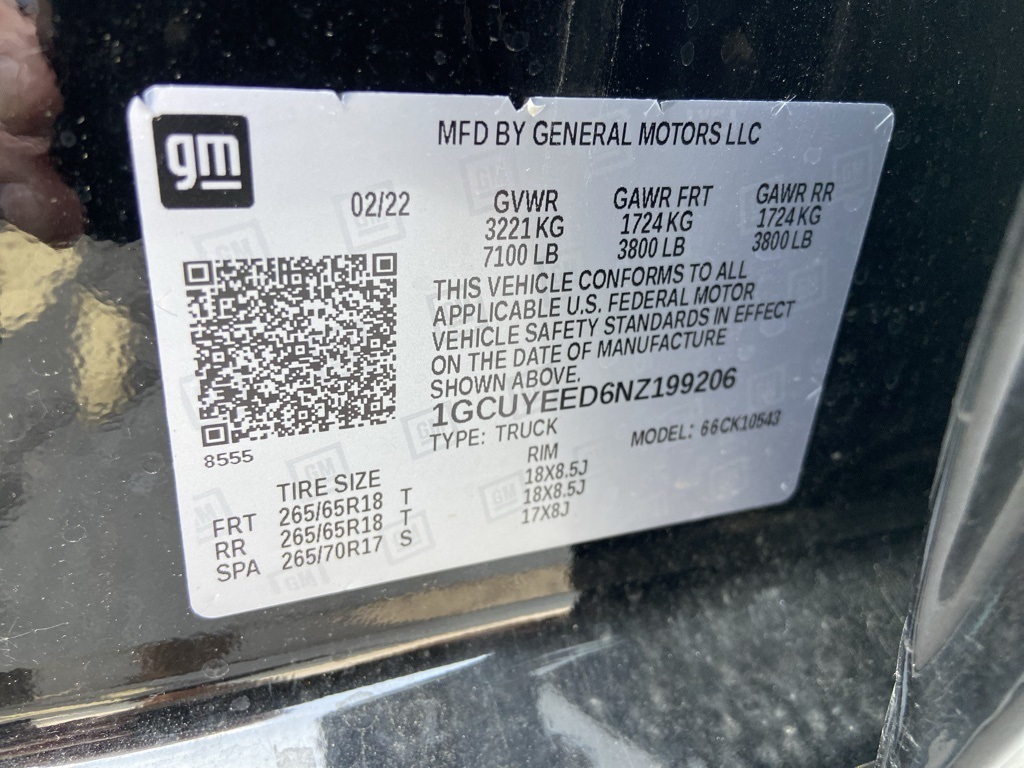 gm
MFD BY GENERAL MOTORS LLC
02/22 GVWR GAWR FRT GAWR RR
3221 KG 1724 KG 1724 KG
7100 LB 3800 LB 3800 LB
THIS VEHICLE CONFORMS TO ALL
APPLICABLE U.S. FEDERAL MOTOR
VEHICLE SAFETY STANDARDS IN EFFECT
ON THE DATE OF MANUFACTURE
SHOWN ABOVE.
1GCUYEED6NZ199206
TYPE: TRUCK MODEL: 66CK10543
8555
TIRE SIZE RIM
FRT 265/65R18 T 18X8.5J
RR 265/65R18 T 18X8.5J
SPA 265/70R17 S 17X8J